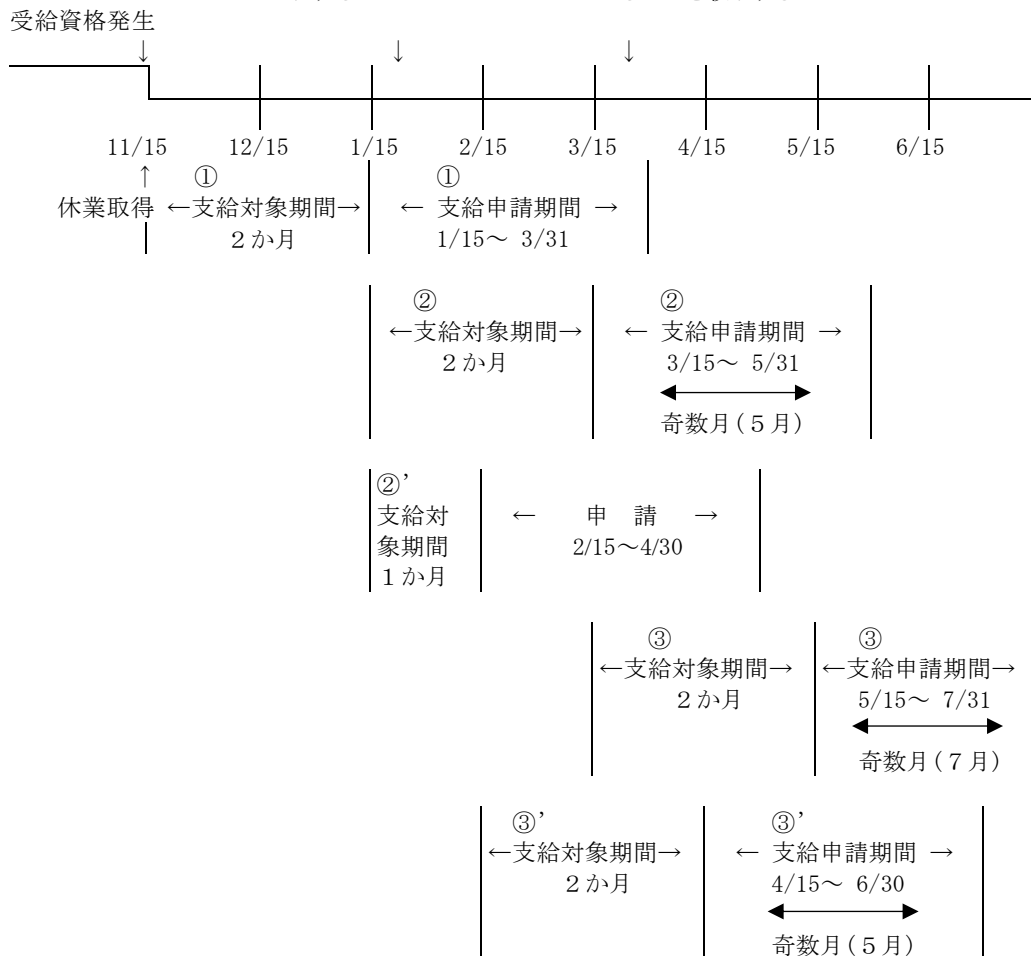 受給資格発生
↓ ↓ ↓
11/15 12/15 1/15 2/15 3/15 4/15 5/15 6/15
↑ ① ①
休業取得 ←支給対象期間→ ← 支給申請期間 →
２か月 1/15～ 3/31
② ②
←支給対象期間→ ← 支給申請期間 →
２か月 3/15～ 5/31
奇数月(５月)
②’
支給対
象期間
１か月
← 申 請 →
2/15～4/30
③ ③
←支給対象期間→ ←支給申請期間→
２か月 5/15～ 7/31
奇数月(７月)
③’ ③’
←支給対象期間→ ← 支給申請期間 →
２か月 4/15～ 6/30
奇数月(５月)